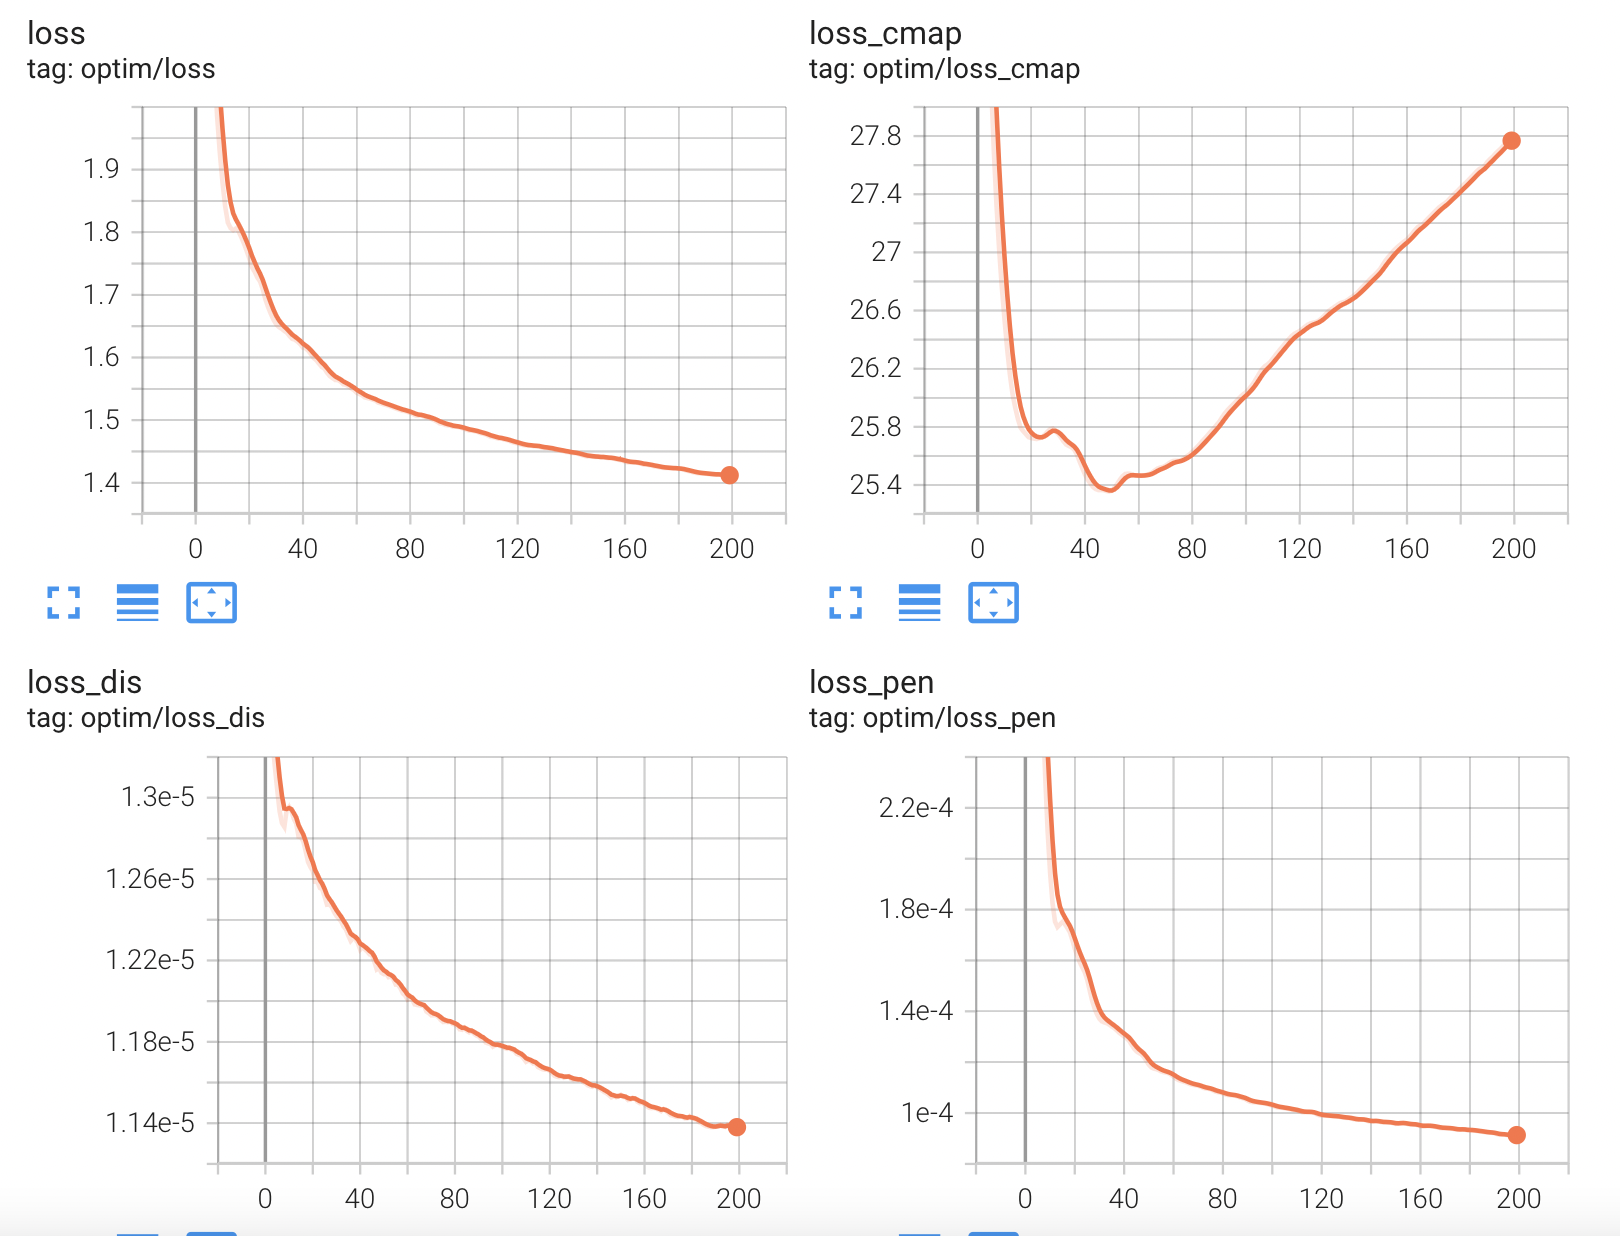 loss
tag: optim/loss
1.9
1.8
1.7
1.6
1.5
1.4
0 40 80 120 160 200
loss_cmap
tag: optim/loss_cmap
27.8
27.4
27
26.6
26.2
25.8
25.4
0 40 80 120 160 200
loss_dis
tag: optim/loss_dis
1.3e-5
1.26e-5
1.22e-5
1.18e-5
1.14e-5
0 40 80 120 160 200
loss_pen
tag: optim/loss_pen
2.2e-4
1.8e-4
1.4e-4
1e-4
0 40 80 120 160 200